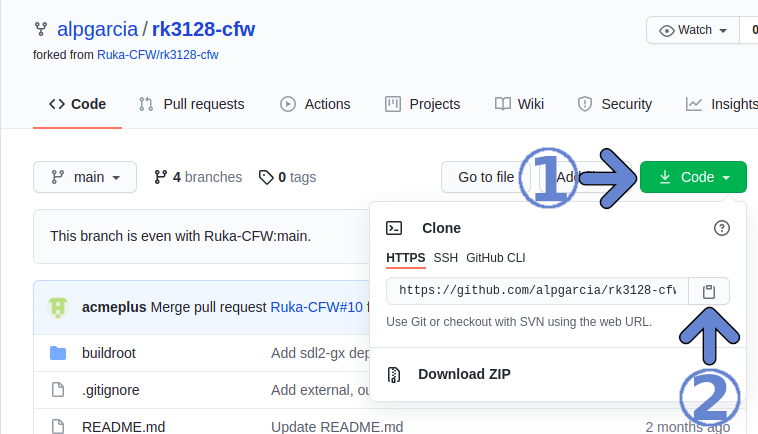 alpgarcia / rk3128-cfw
Watch
forked from Ruka-CFW/rk3128-cfw
Code Pull requests Actions Projects Wiki Security Insights
main 4 branches 0 tags Go to file Add 1 Code
This branch is even with Ruka-CFW:main.
Clone
HTTPS SSH GitHub CLI
https://github.com/alpgarcia/rk3128-cfw
Use Git or checkout with SVN using the web URL.
Download ZIP
2
acmeplus Merge pull request Ruka-CFW#10
buildroot Add sdl2-gx
.gitignore Add external,
README.md Update README.md 2 months ago